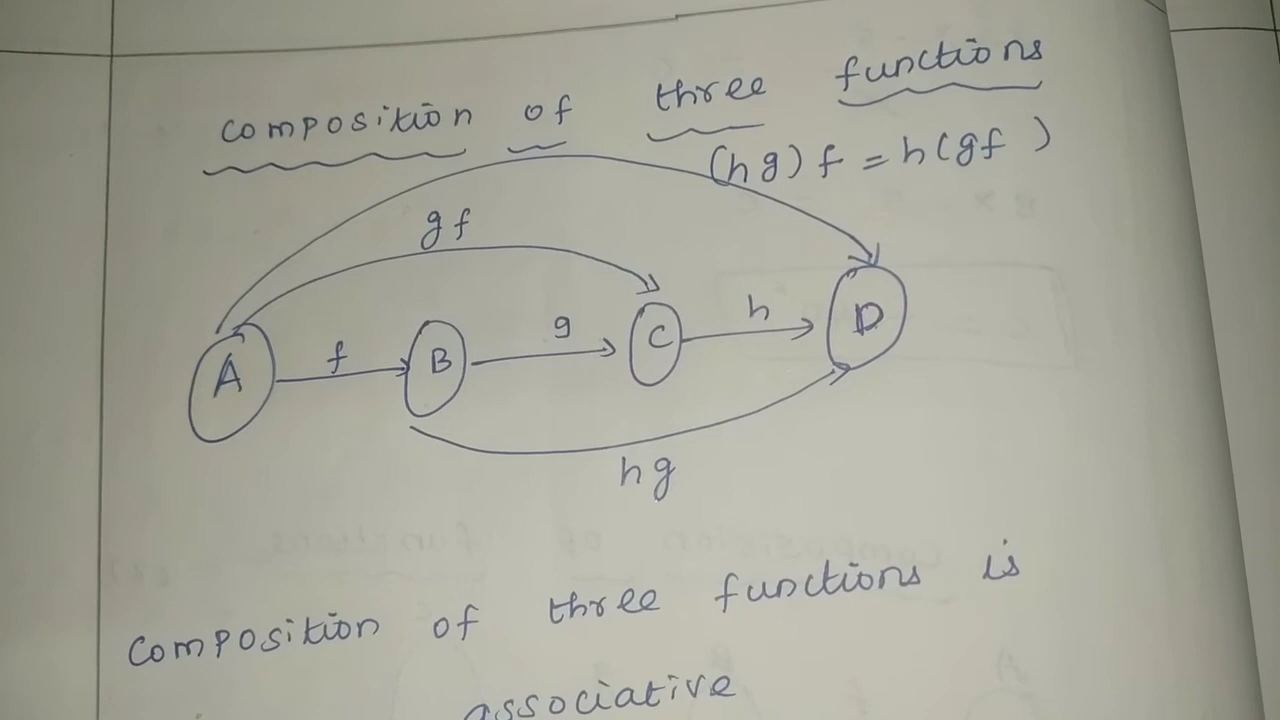 composition of three functions
(hg) f = h(gf)
gf
A f B g C h D
hg
composition of three functions is
associative